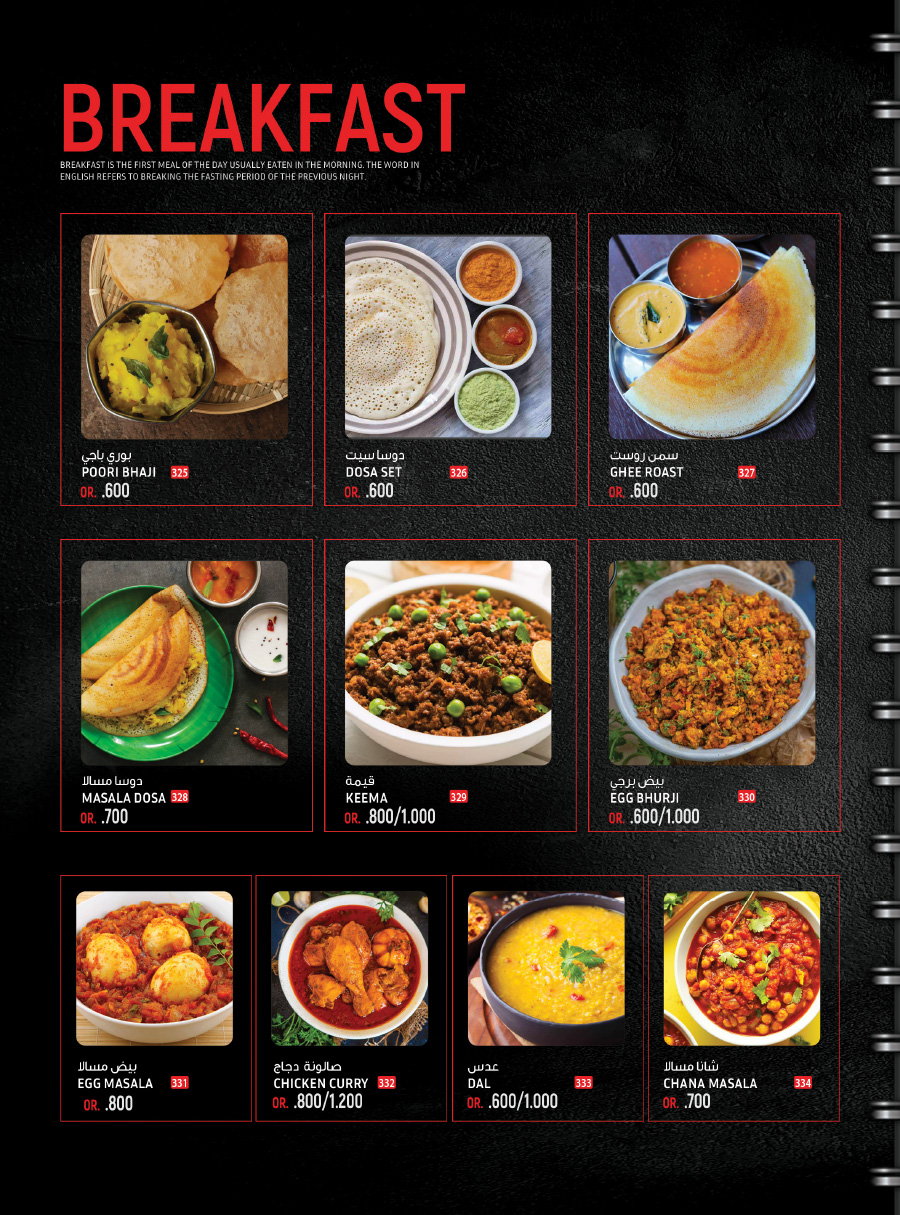 BREAKFAST
BREAKFAST IS THE FIRST MEAL OF THE DAY USUALLY EATEN IN THE MORNING. THE WORD IN
ENGLISH REFERS TO BREAKING THE FASTING PERIOD OF THE PREVIOUS NIGHT.
بوري باجي
POORI BHAJI 325
OR. .600
دوسا سيت
DOSA SET 326
OR. .600
سمن روست
GHEE ROAST 327
OR. .600
دوسا مسالا
MASALA DOSA 328
OR. .700
قيمة
KEEMA 329
OR. .800/1.000
بيض برجي
EGG BHURJI 330
OR. .600/1.000
بيض مسالا
EGG MASALA 331
OR. .800
صالونة دجاج
CHICKEN CURRY 332
OR. .800/1.200
عدس
DAL 333
OR. .600/1.000
شانا مسالا
CHANA MASALA 334
OR. .700